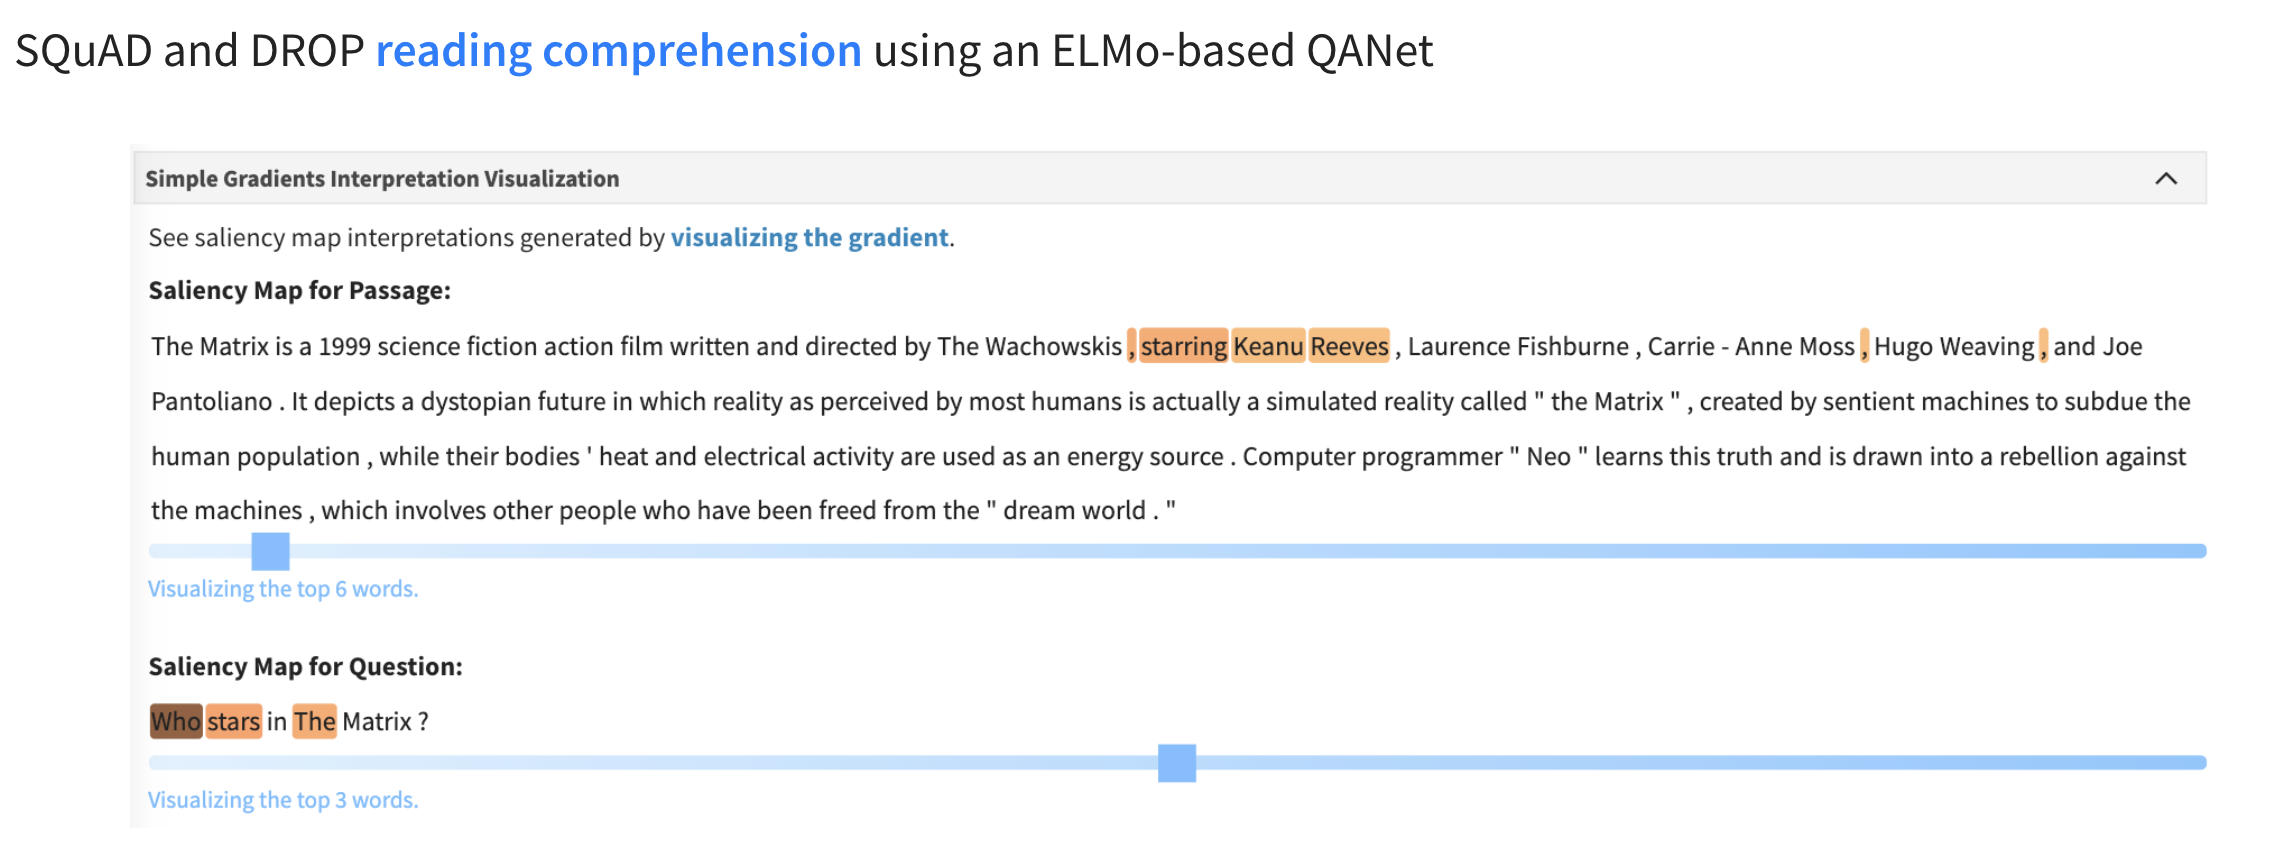 SQuAD and DROP reading comprehension using an ELMo-based QANet
Simple Gradients Interpretation Visualization
See saliency map interpretations generated by visualizing the gradient.
Saliency Map for Passage:
The Matrix is a 1999 science fiction action film written and directed by The Wachowskis , starring Keanu Reeves , Laurence Fishburne , Carrie - Anne Moss , Hugo Weaving , and Joe
Pantoliano . It depicts a dystopian future in which reality as perceived by most humans is actually a simulated reality called " the Matrix " , created by sentient machines to subdue the
human population , while their bodies ' heat and electrical activity are used as an energy source . Computer programmer " Neo " learns this truth and is drawn into a rebellion against
the machines , which involves other people who have been freed from the " dream world . "
Visualizing the top 6 words.
Saliency Map for Question:
Who stars in The Matrix ?
Visualizing the top 3 words.